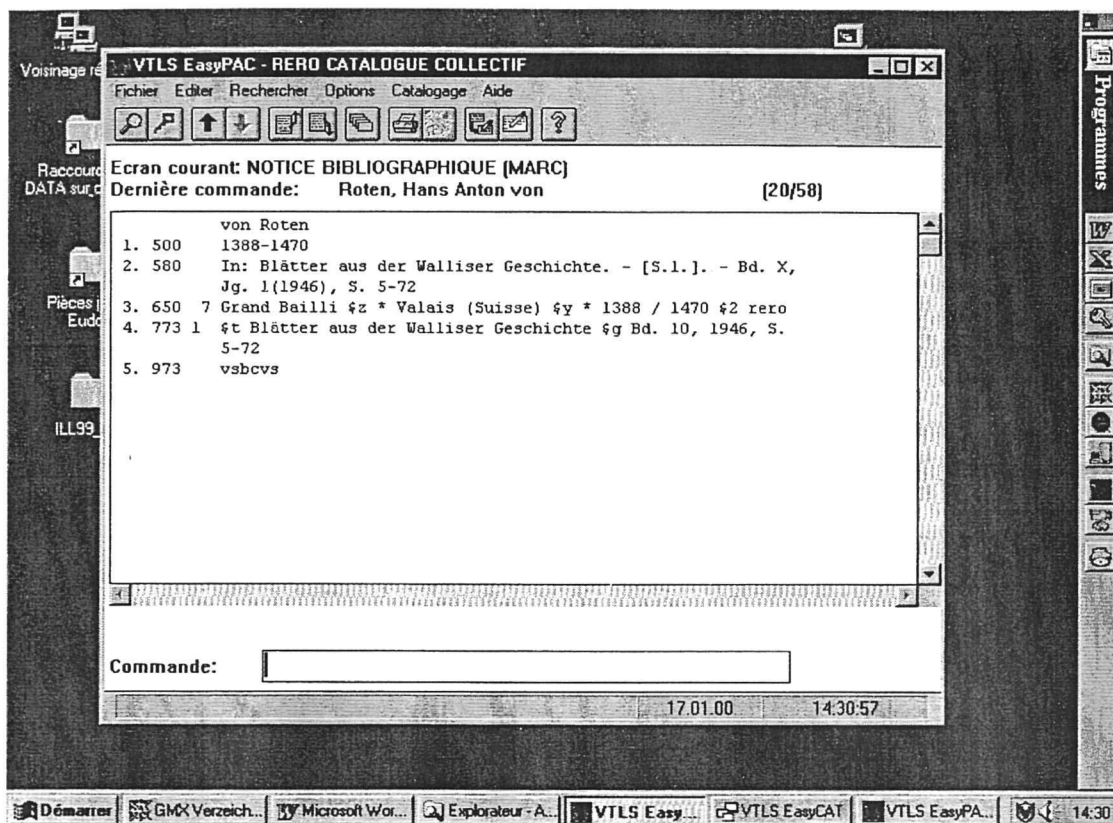 Voisinage ré
VTLS EasyPAC - RERO CATALOGUE COLLECTIF
Fichier Editer Rechercher Options Catalogage Aide
Programmes
Raccourc
DATA sur c
Ecran courant: NOTICE BIBLIOGRAPHIQUE (MARC)
Dernière commande: Roten, Hans Anton von (20/58)
von Roten
1. 500 1388-1470
2. 580 In: Blätter aus der Walliser Geschichte. - [S.l.]. - Bd. X,
Jg. 1(1946), S. 5-72
3. 650 7 Grand Bailli $z * Valais (Suisse) $y * 1388 / 1470 $2 rero
4. 773 1 $t Blätter aus der Walliser Geschichte $g Bd. 10, 1946, S.
5-72
5. 973 vsbcvs
Pièces j
Eudo
ILL99_
Commande:
17.01.00 14:30:57
Démarrer GMX Verzeich... Microsoft Wor... Explorateur - A... VTLS Easy... VTLS EasyCAT VTLS EasyPA... 14:30